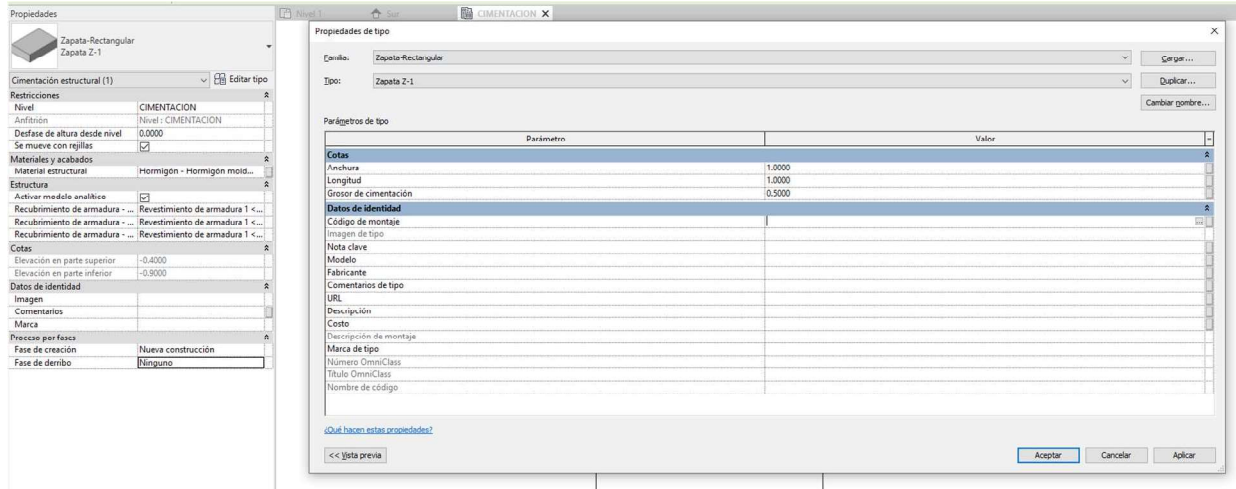 Propiedades
Zapata-Rectangular
Zapata Z-1
Cimentación estructural (1)
Editar tipo
Restricciones
Nivel CIMENTACION
Anfitrión Nivel : CIMENTACION
Desfase de altura desde nivel 0.0000
Se mueve con rejillas
Materiales y acabados
Material estructural Hormigón - Hormigón mold...
Estructura
Activar modelo analítico
Recubrimiento de armadura - ... Revestimiento de armadura 1 <...
Recubrimiento de armadura - ... Revestimiento de armadura 1 <...
Recubrimiento de armadura - ... Revestimiento de armadura 1 <...
Cotas
Elevación en parte superior -0.4000
Elevación en parte inferior -0.9000
Datos de identidad
Imagen
Comentarios
Marca
Proceso por fases
Fase de creación Nueva construcción
Fase de derribo Ninguno
Nivel 1
Sur
CIMENTACION X
Propiedades de tipo
Familia: Zapata-Rectangular
Cargar...
Tipo: Zapata Z-1
Duplicar...
Cambiar nombre...
Parámetros de tipo
Parámetro Valor
Cotas
Anchura 1.0000
Longitud 1.0000
Grosor de cimentación 0.5000
Datos de identidad
Código de montaje
Imagen de tipo
Nota clave
Modelo
Fabricante
Comentarios de tipo
URL
Descripción
Costo
Descripción de montaje
Marca de tipo
Número OmniClass
Título OmniClass
Nombre de código
¿Qué hacen estas propiedades?
<< Vista previa
Aceptar
Cancelar
Aplicar